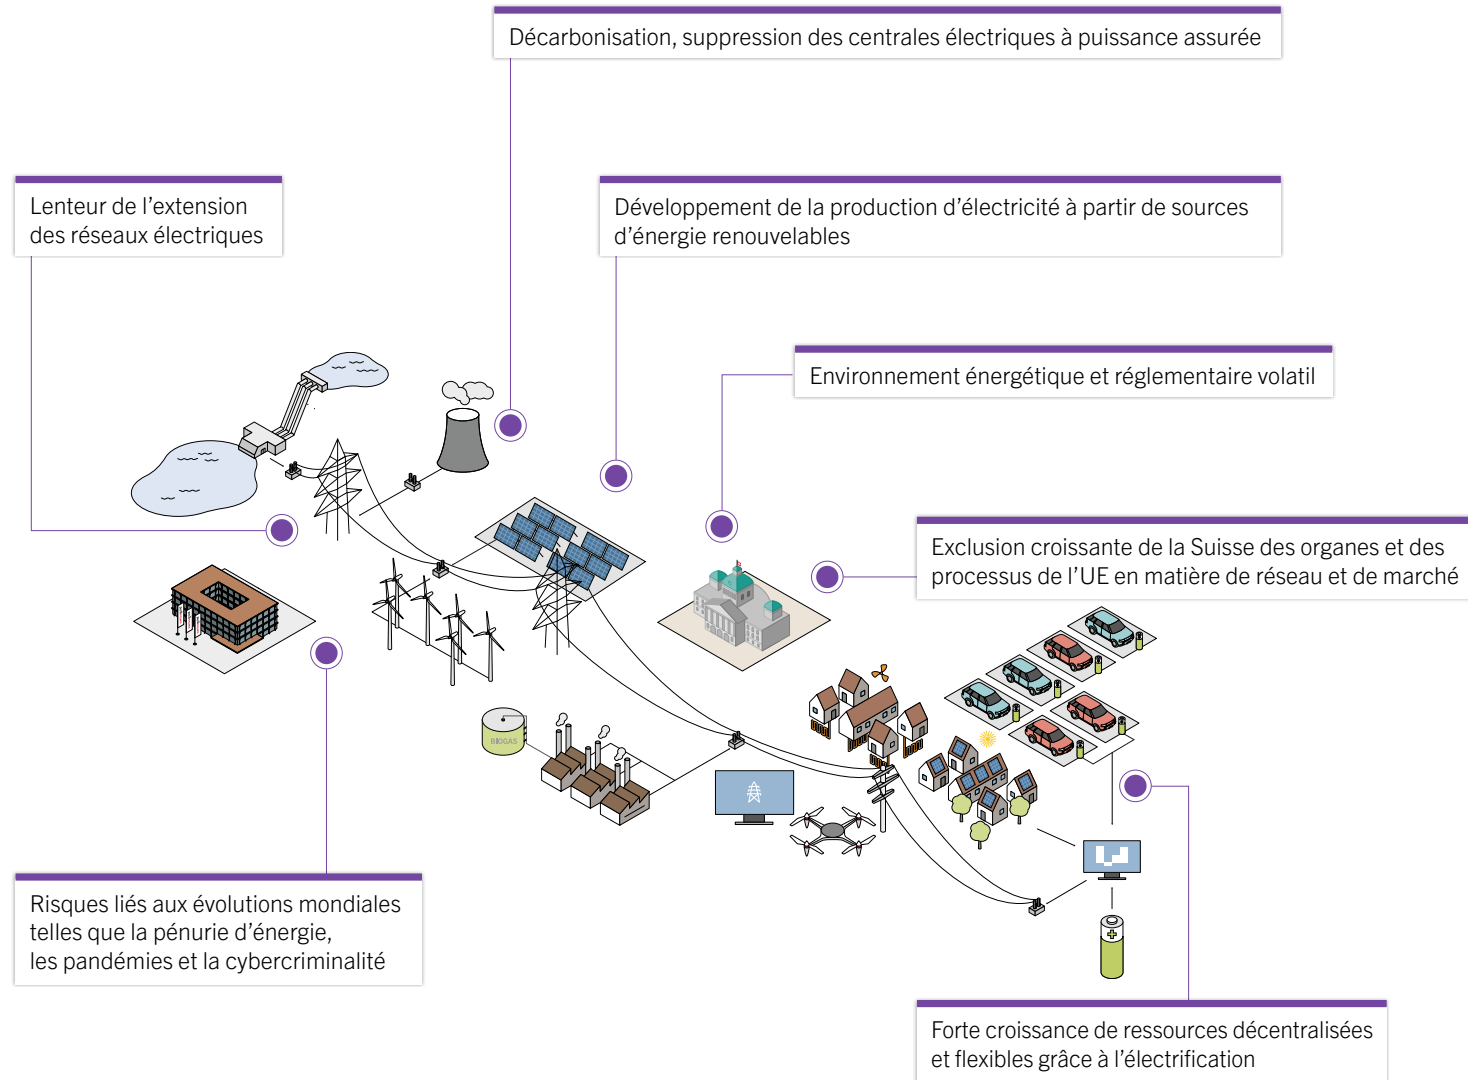 Décarbonisation, suppression des centrales électriques à puissance assurée
Lenteur de l’extension
des réseaux électriques
Développement de la production d’électricité à partir de sources
d’énergie renouvelables
Environnement énergétique et réglementaire volatil
Exclusion croissante de la Suisse des organes et des
processus de l’UE en matière de réseau et de marché
BIOGAS
Risques liés aux évolutions mondiales
telles que la pénurie d’énergie,
les pandémies et la cybercriminalité
Forte croissance de ressources décentralisées
et flexibles grâce à l’électrification